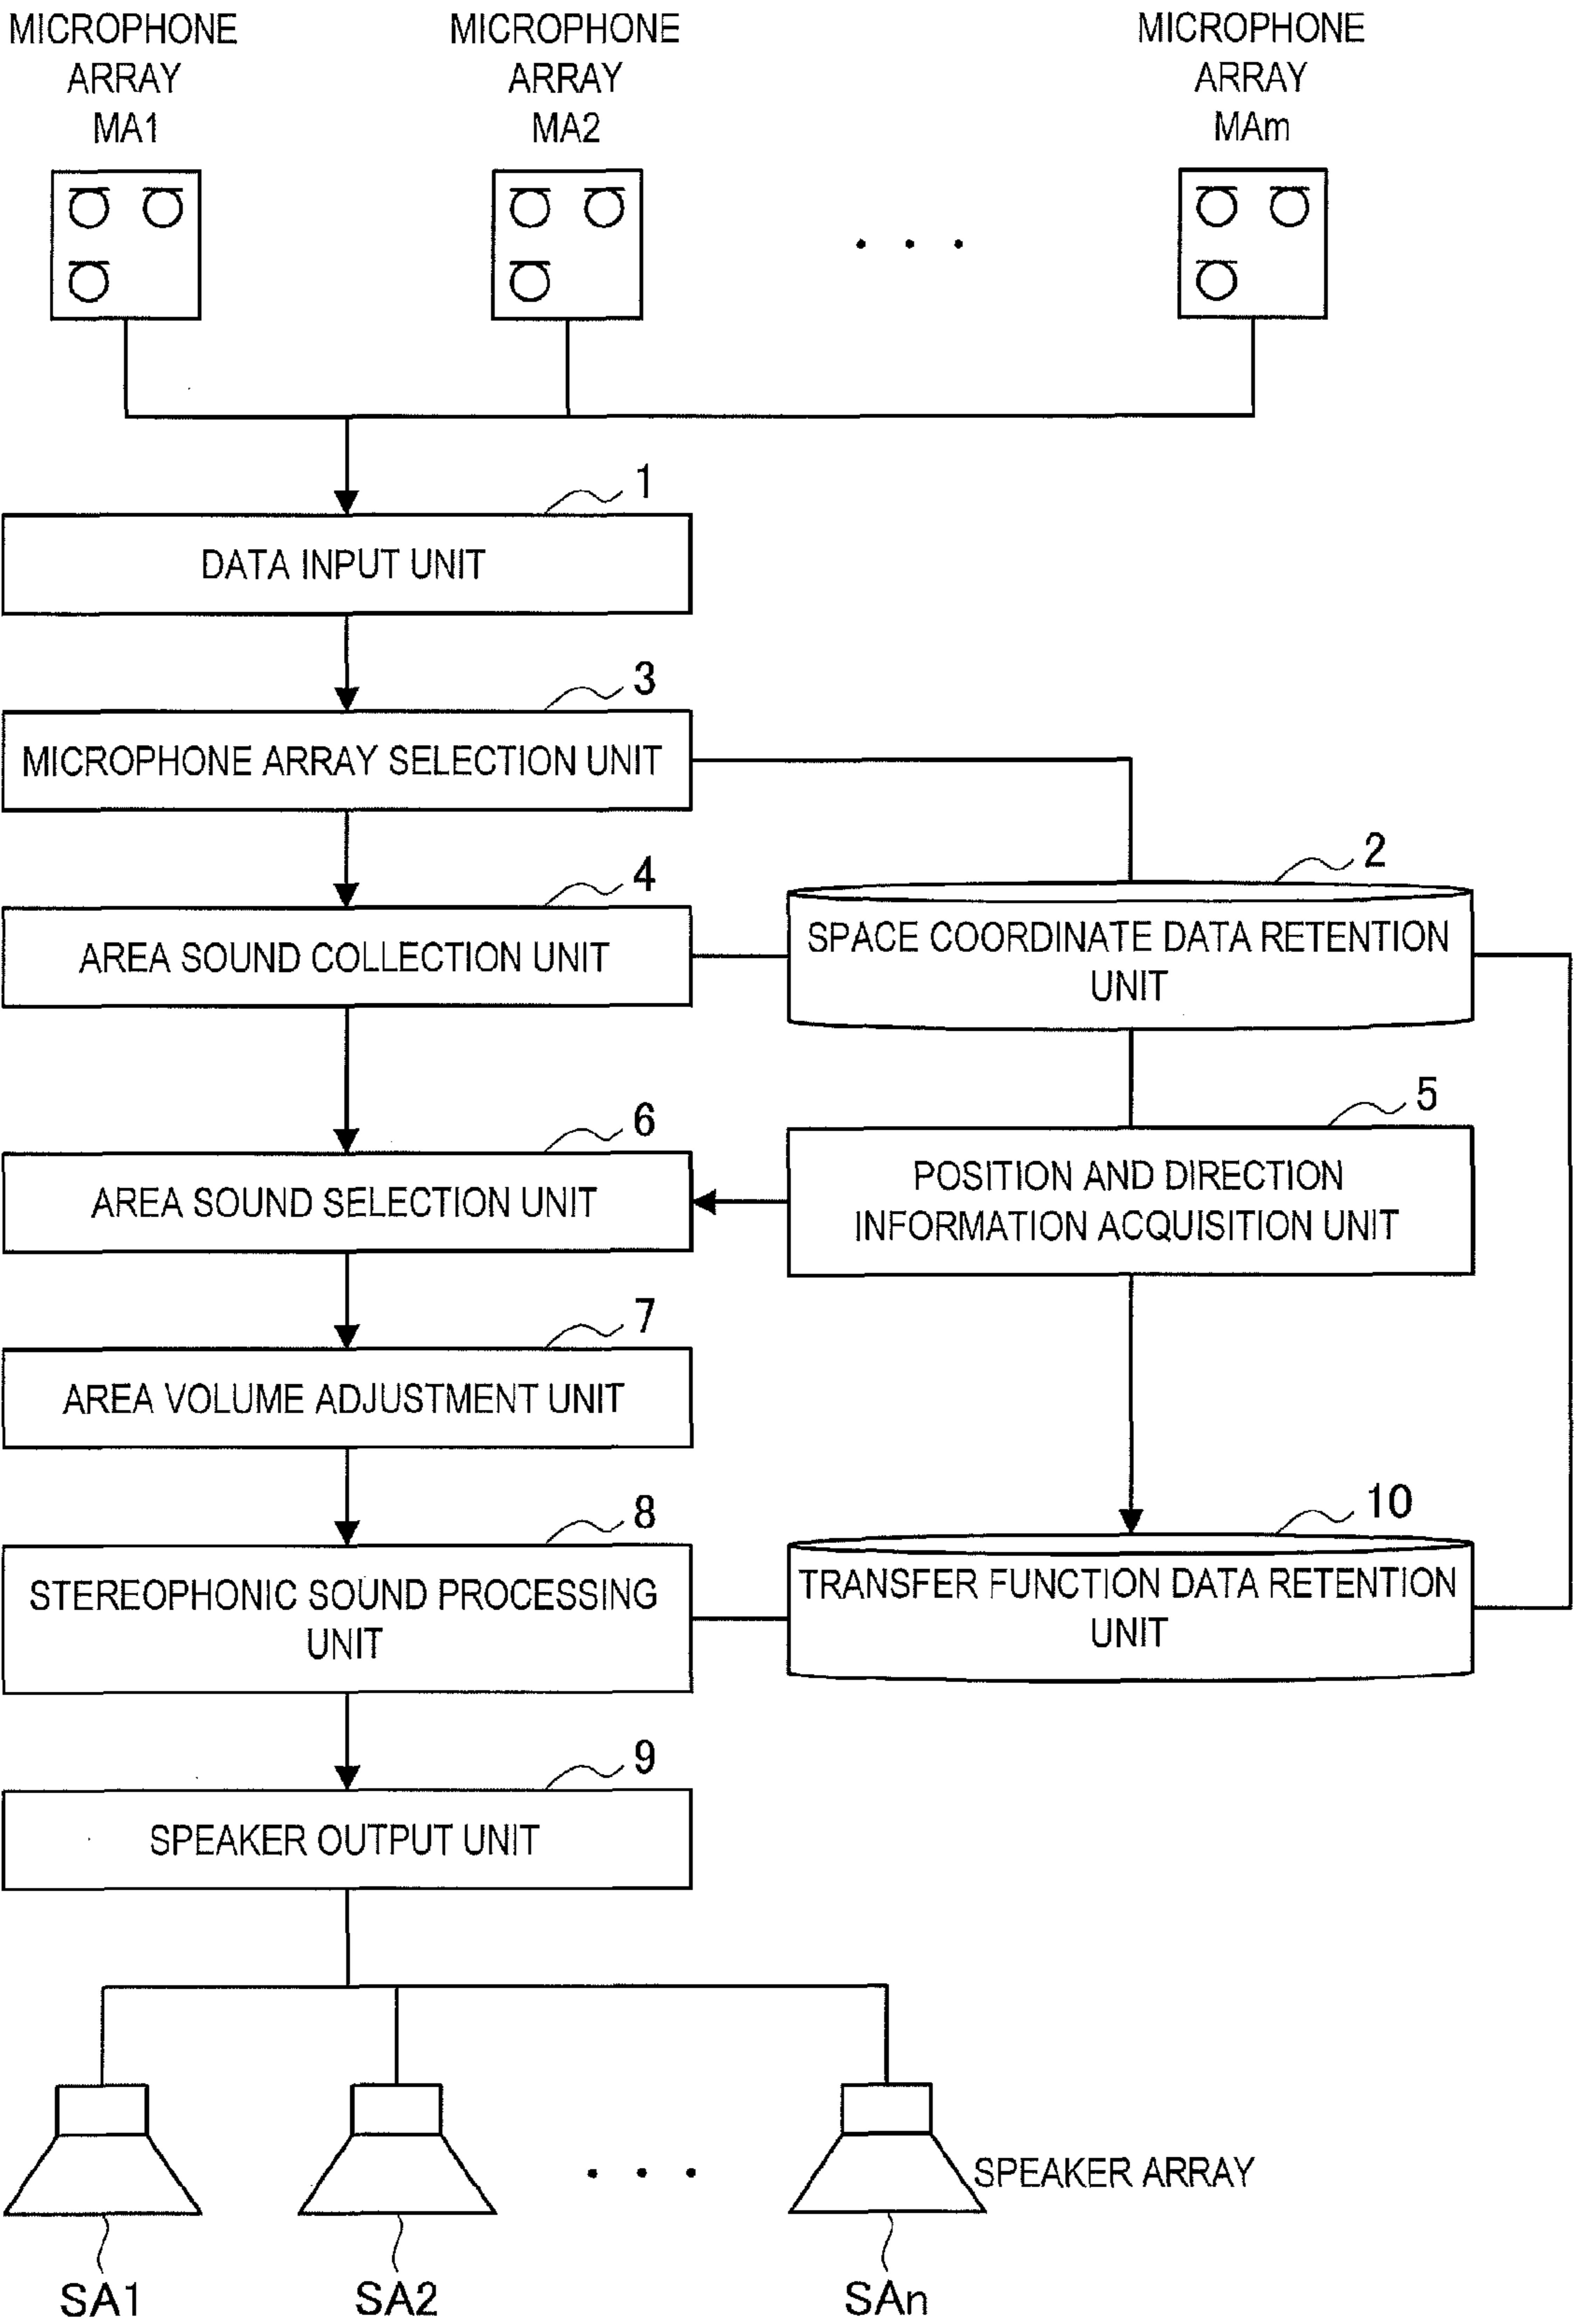 MICROPHONE
ARRAY
MA1
MICROPHONE
ARRAY
MA2
MICROPHONE
ARRAY
MAm
1
DATA INPUT UNIT
3
MICROPHONE ARRAY SELECTION UNIT
4
AREA SOUND COLLECTION UNIT
2
SPACE COORDINATE DATA RETENTION
UNIT
6
AREA SOUND SELECTION UNIT
5
POSITION AND DIRECTION
INFORMATION ACQUISITION UNIT
7
AREA VOLUME ADJUSTMENT UNIT
8
STEREOPHONIC SOUND PROCESSING
UNIT
10
TRANSFER FUNCTION DATA RETENTION
UNIT
9
SPEAKER OUTPUT UNIT
SPEAKER ARRAY
SA1
SA2
SAn